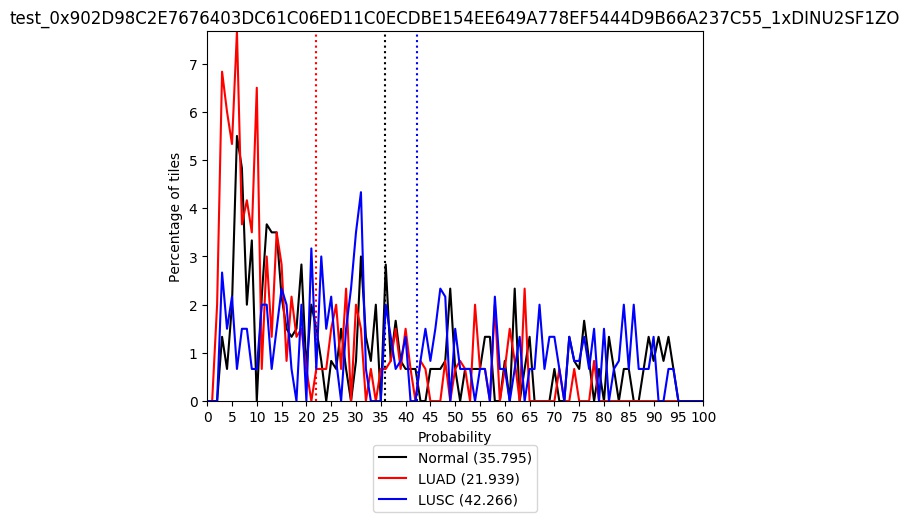 test_0x902D98C2E7676403DC61C06ED11C0ECDBE154EE649A778EF5444D9B66A237C55_1xDINU2SF1ZO
7
6
5
4
3
2
1
0
Percentage of tiles
0 5 10 15 20 25 30 35 40 45 50 55 60 65 70 75 80 85 90 95 100
Probability
Normal (35.795)
LUAD (21.939)
LUSC (42.266)